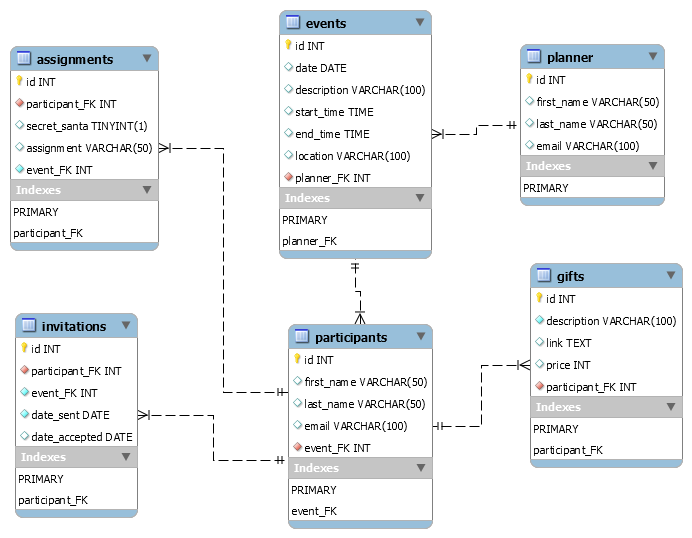 events
id INT
date DATE
description VARCHAR(100)
start_time TIME
end_time TIME
location VARCHAR(100)
planner_FK INT
Indexes
PRIMARY
planner_FK
planner
id INT
first_name VARCHAR(50)
last_name VARCHAR(50)
email VARCHAR(100)
Indexes
PRIMARY
assignments
id INT
participant_FK INT
secret_santa TINYINT(1)
assignment VARCHAR(50)
event_FK INT
Indexes
PRIMARY
participant_FK
gifts
id INT
description VARCHAR(100)
link TEXT
price INT
participant_FK INT
Indexes
PRIMARY
participant_FK
invitations
id INT
participant_FK INT
event_FK INT
date_sent DATE
date_accepted DATE
Indexes
PRIMARY
participant_FK
participants
id INT
first_name VARCHAR(50)
last_name VARCHAR(50)
email VARCHAR(100)
event_FK INT
Indexes
PRIMARY
event_FK